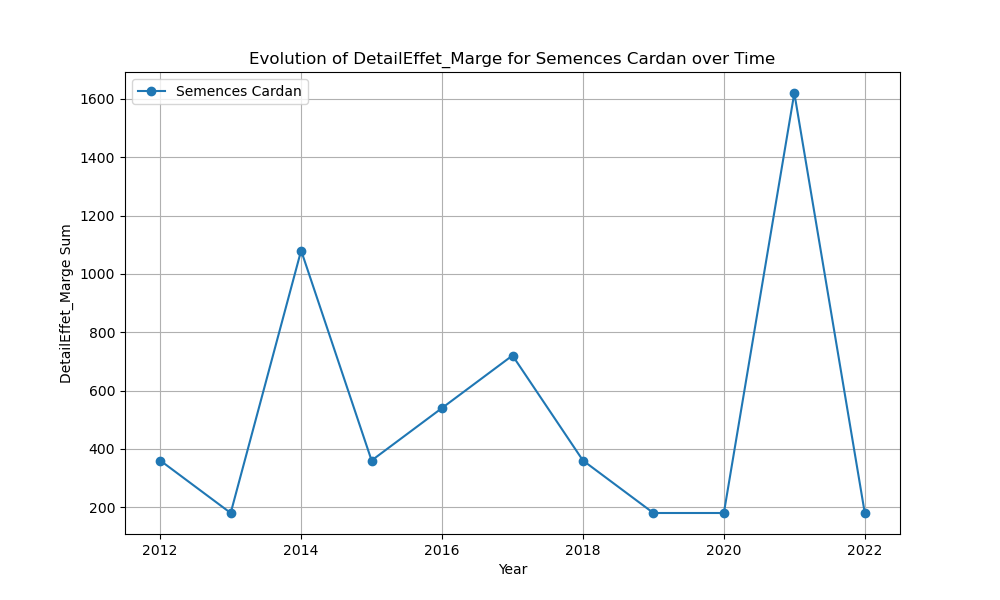 Evolution of DetailEffet_Marge for Semences Cardan over Time
Semences Cardan
1600
1400
1200
1000
800
600
400
200
DetailEffet_Marge Sum
2012 2014 2016 2018 2020 2022
Year